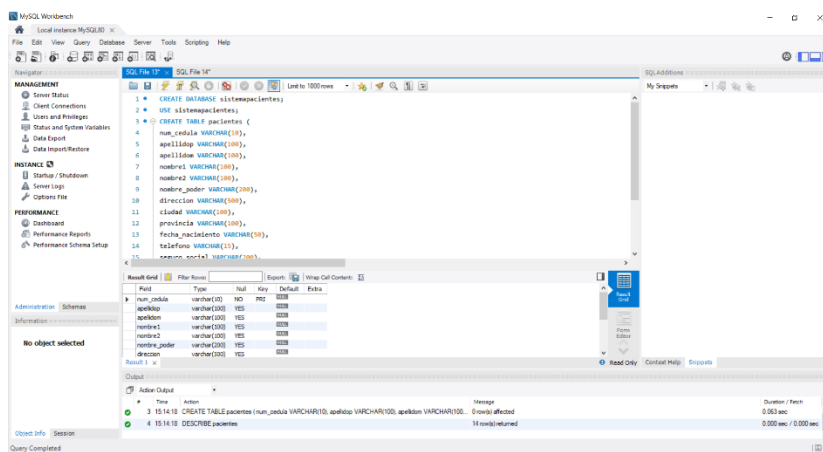 MySQL Workbench
Local instance MySQL80
File Edit View Query Database Server Tools Scripting Help
Navigator
MANAGEMENT
Server Status
Client Connections
Users and Privileges
Status and System Variables
Data Export
Data Import/Restore
INSTANCE
Startup / Shutdown
Server Logs
Options File
PERFORMANCE
Dashboard
Performance Reports
Performance Schema Setup
Administration Schemas
Information
No object selected
Object Info Session
SQL File 13* SQL File 14*
Limit to 1000 rows
1 CREATE DATABASE sistemapacientes;
2 USE sistemapacientes;
3 CREATE TABLE pacientes (
4 num_cedula VARCHAR(10),
5 apellidop VARCHAR(100),
6 apellidom VARCHAR(100),
7 nombre1 VARCHAR(100),
8 nombre2 VARCHAR(100),
9 nombre_poder VARCHAR(200),
10 direccion VARCHAR(500),
11 ciudad VARCHAR(100),
12 provincia VARCHAR(100),
13 fecha_nacimiento VARCHAR(50),
14 telefono VARCHAR(15),
15 seguro_social VARCHAR(200),
Result Grid Filter Rows: Export: Wrap Cell Content:
Field Type Null Key Default Extra
num_cedula varchar(10) NO PRI NULL
apellidop varchar(100) YES NULL
apellidom varchar(100) YES NULL
nombre1 varchar(100) YES NULL
nombre2 varchar(100) YES NULL
nombre_poder varchar(200) YES NULL
direccion varchar(500) YES NULL
Result Grid
Form Editor
Result 1 Read Only
SQLAdditions
My Snippets
Context Help Snippets
Output
Action Output
# Time Action Message Duration / Fetch
3 15:14:18 CREATE TABLE pacientes ( num_cedula VARCHAR(10), apellidop VARCHAR(100), apellidom VARCHAR(100... 0 row(s) affected 0.063 sec
4 15:14:18 DESCRIBE pacientes 14 row(s) returned 0.000 sec / 0.000 sec
Query Completed